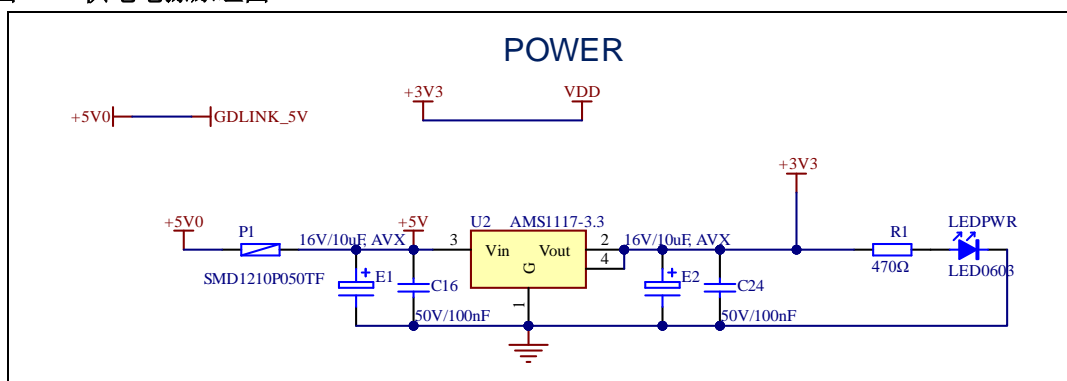 POWER
+3V3
VDD
+5V0
GDLINK_5V
+3V3
+5V0
P1
+5V
U2
AMS1117-3.3
R1
LEDPWR
16V/10uF, AVX
3
Vin
Vout
2
16V/10uF, AVX
4
G
470Ω
LED0603
SMD1210P050TF
E1
C16
E2
C24
1
50V/100nF
50V/100nF